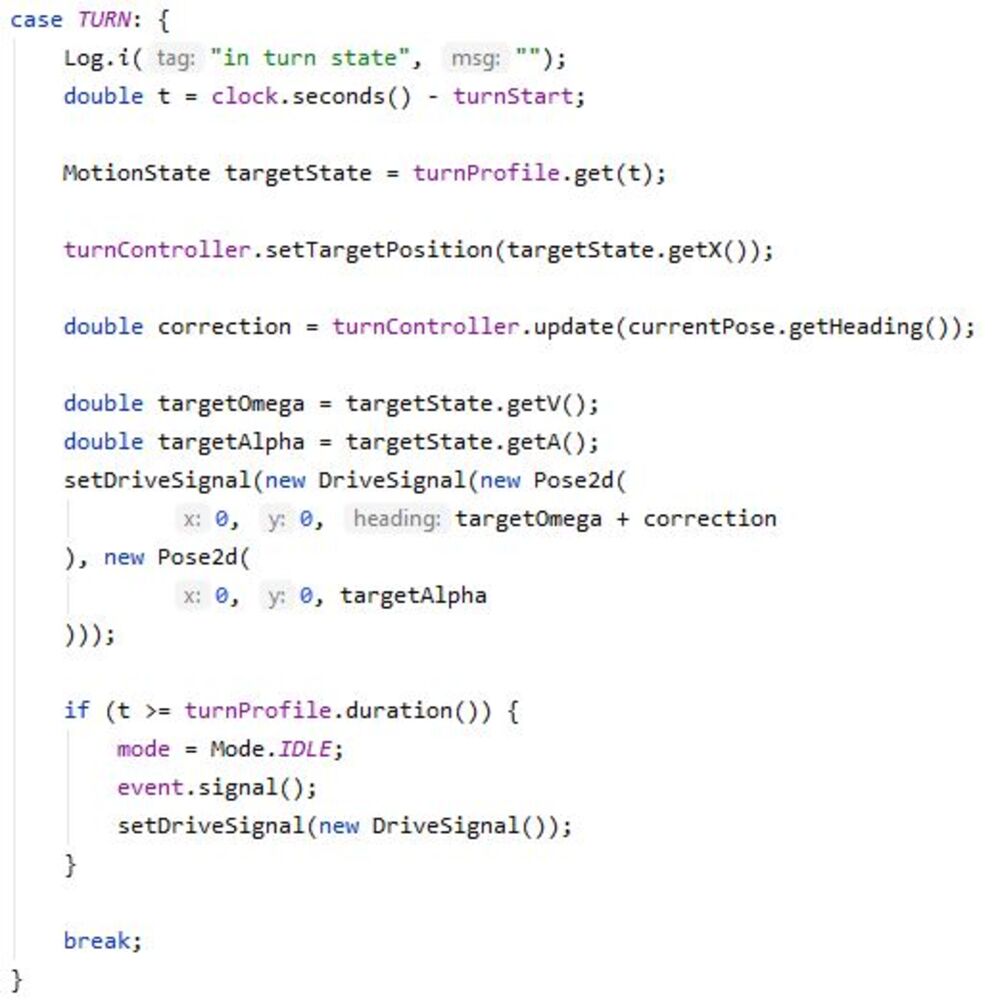 case TURN: {
Log.i( tag: "in turn state", msg: "");
double t = clock.seconds() - turnStart;
MotionState targetState = turnProfile.get(t);
turnController.setTargetPosition(targetState.getX());
double correction = turnController.update(currentPose.getHeading());
double targetOmega = targetState.getV();
double targetAlpha = targetState.getA();
setDriveSignal(new DriveSignal(new Pose2d(
x: 0, y: 0, heading: targetOmega + correction
), new Pose2d(
x: 0, y: 0, targetAlpha
)));
if (t >= turnProfile.duration()) {
mode = Mode.IDLE;
event.signal();
setDriveSignal(new DriveSignal());
}
break;
}